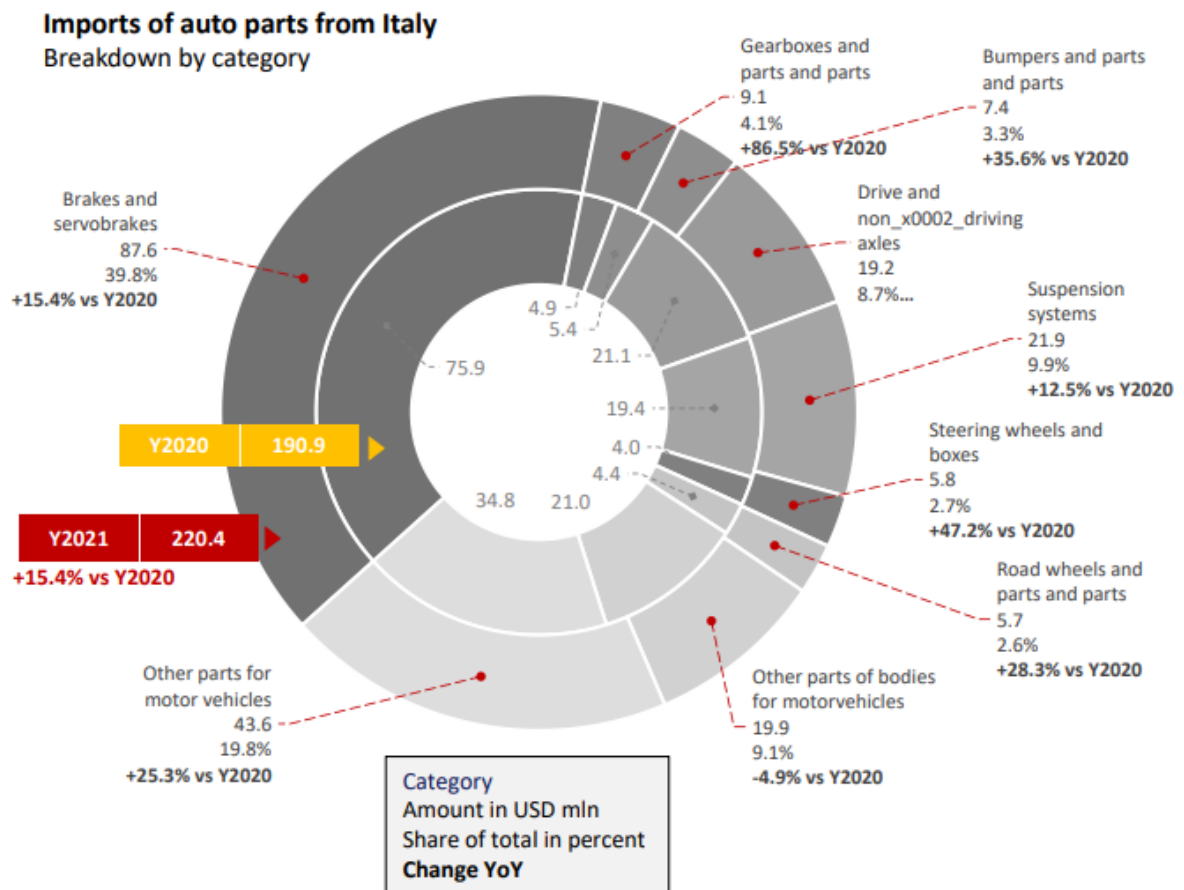 Imports of auto parts from Italy
Breakdown by category
Gearboxes and
parts and parts
9.1
4.1%
+86.5% vs Y2020
Bumpers and parts
and parts
7.4
3.3%
+35.6% vs Y2020
Brakes and
servobrakes
87.6
39.8%
+15.4% vs Y2020
Drive and
non_x0002_driving
axles
19.2
8.7%...
Suspension
systems
21.9
9.9%
+12.5% vs Y2020
4.9
5.4
21.1
75.9
19.4
4.0
4.4
34.8
21.0
Y2020 190.9
Y2021 220.4
+15.4% vs Y2020
Steering wheels and
boxes
5.8
2.7%
+47.2% vs Y2020
Road wheels and
parts and parts
5.7
2.6%
+28.3% vs Y2020
Other parts for
motor vehicles
43.6
19.8%
+25.3% vs Y2020
Other parts of bodies
for motorvehicles
19.9
9.1%
-4.9% vs Y2020
Category
Amount in USD mln
Share of total in percent
Change YoY